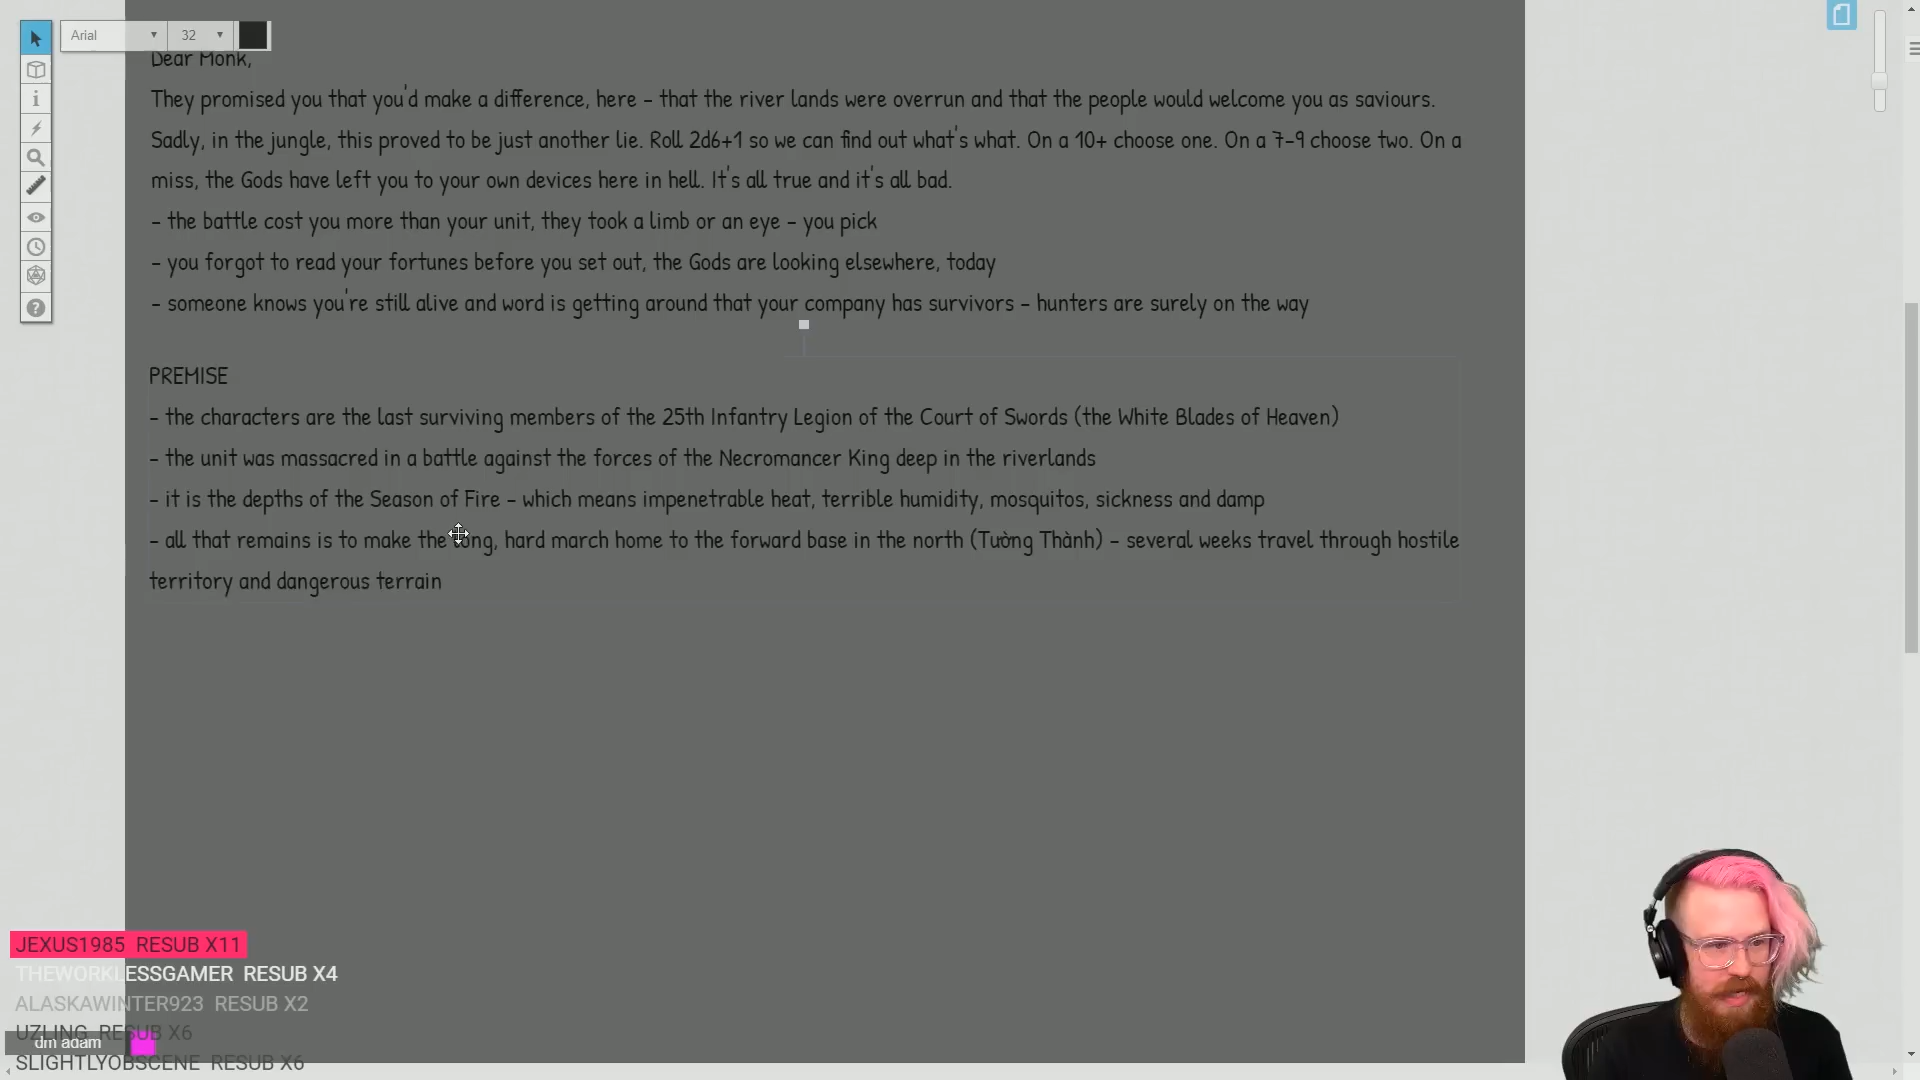 Arial 32
Dear Monk,
They promised you that you'd make a difference, here - that the river lands were overrun and that the people would welcome you as saviours.
Sadly, in the jungle, this proved to be just another lie. Roll 2d6+1 so we can find out what's what. On a 10+ choose one. On a 7-9 choose two. On a
miss, the Gods have left you to your own devices here in hell. It's all true and it's all bad.
- the battle cost you more than your unit, they took a limb or an eye - you pick
- you forgot to read your fortunes before you set out, the Gods are looking elsewhere, today
- someone knows you're still alive and word is getting around that your company has survivors - hunters are surely on the way
PREMISE
- the characters are the last surviving members of the 25th Infantry Legion of the Court of Swords (the White Blades of Heaven)
- the unit was massacred in a battle against the forces of the Necromancer King deep in the riverlands
- it is the depths of the Season of Fire - which means impenetrable heat, terrible humidity, mosquitos, sickness and damp
- all that remains is to make the long, hard march home to the forward base in the north (Tường Thành) - several weeks travel through hostile
territory and dangerous terrain
JEXUS1985 RESUB X11
THEWORKLESSGAMER RESUB X4
ALASKAWINTER923 RESUB X2
UZLING RESUB X6
dm adam
SLIGHTLYOBSCENE RESUB X6